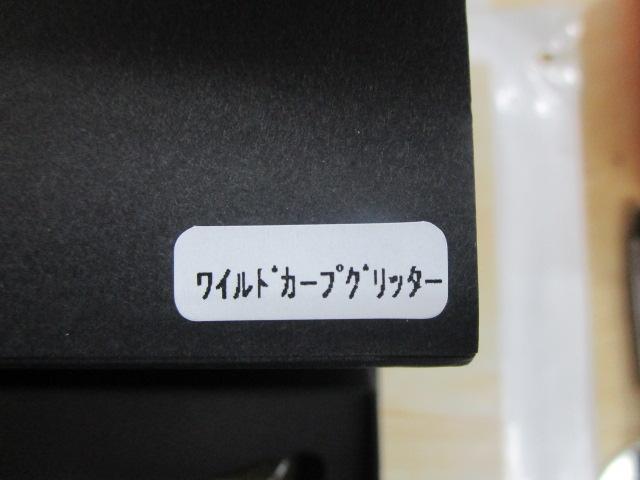 ﾜｲﾙﾄﾞｶｰﾌﾟｸﾞﾘｯﾀｰ